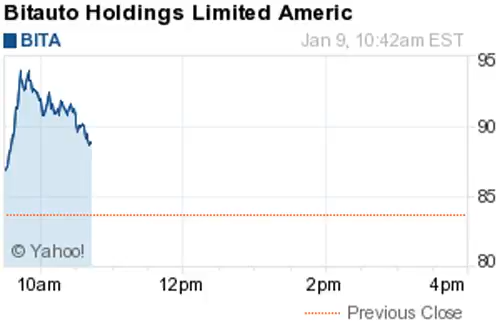 Bitauto Holdings Limited Americ
BITA
Jan 9, 10:42am EST
95
90
85
80
© Yahoo!
10am
12pm
2pm
4pm
Previous Close